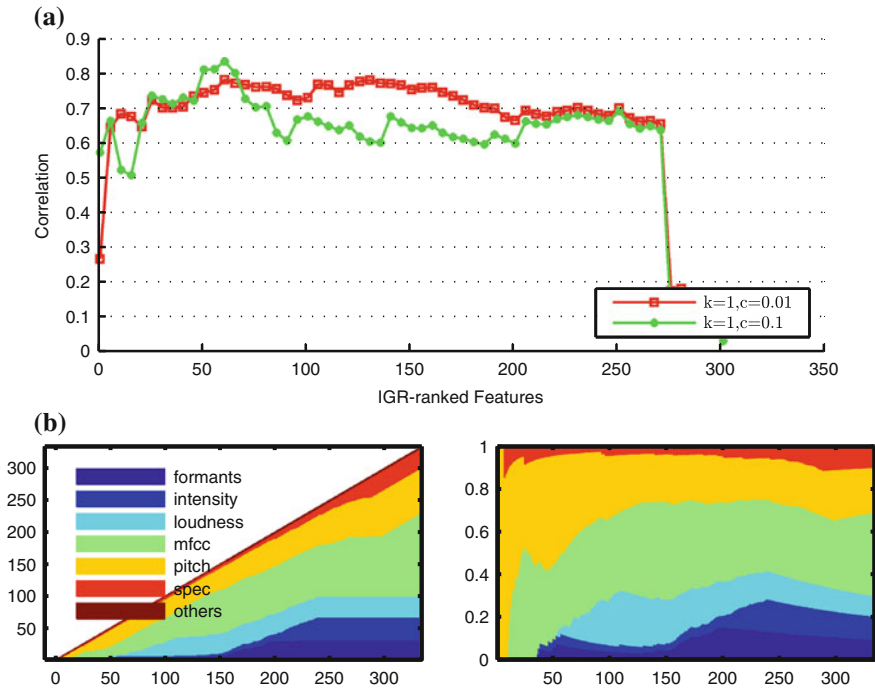 (a)
0.9
0.8
0.7
0.6
0.5
0.4
0.3
0.2
0.1
0
Correlation
k=1,c=0.01
k=1,c=0.1
0 50 100 150 200 250 300 350
IGR-ranked Features
(b)
300
250
200
150
100
50
formants
intensity
loudness
mfcc
pitch
spec
others
0 50 100 150 200 250 300
1
0.8
0.6
0.4
0.2
0
50 100 150 200 250 300